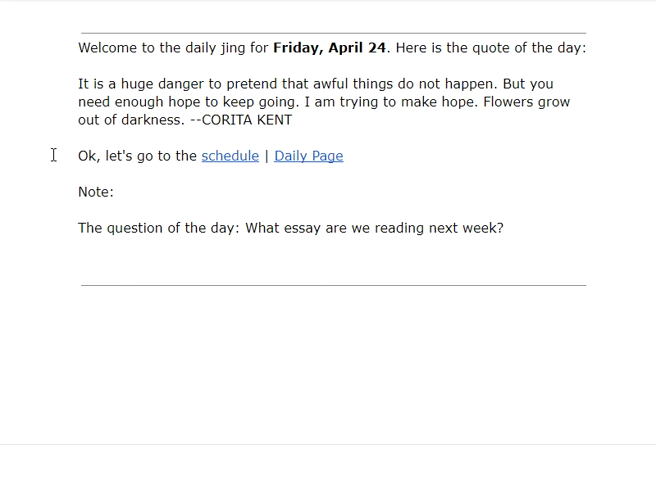 Welcome to the daily jing for Friday, April 24. Here is the quote of the day:
It is a huge danger to pretend that awful things do not happen. But you
need enough hope to keep going. I am trying to make hope. Flowers grow
out of darkness. --CORITA KENT
Ok, let's go to the schedule | Daily Page
Note:
The question of the day: What essay are we reading next week?